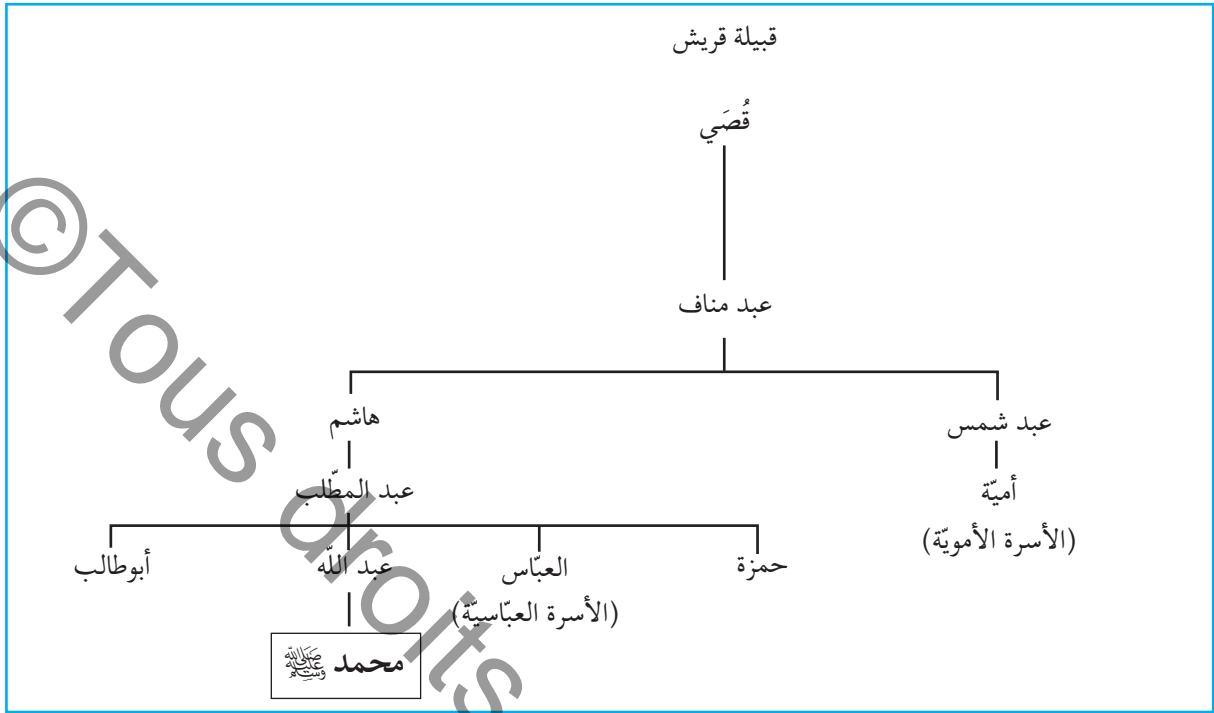 قبيلة قريش
قُصَي
عبد مناف
عبد شمس
هاشم
أميّة
عبد المطّلب
(الأسرة الأمويّة)
حمزة
العبّاس
عبد اللّه
أبوطالب
(الأسرة العبّاسيّة)
محمد ﷺ
©Tous droits